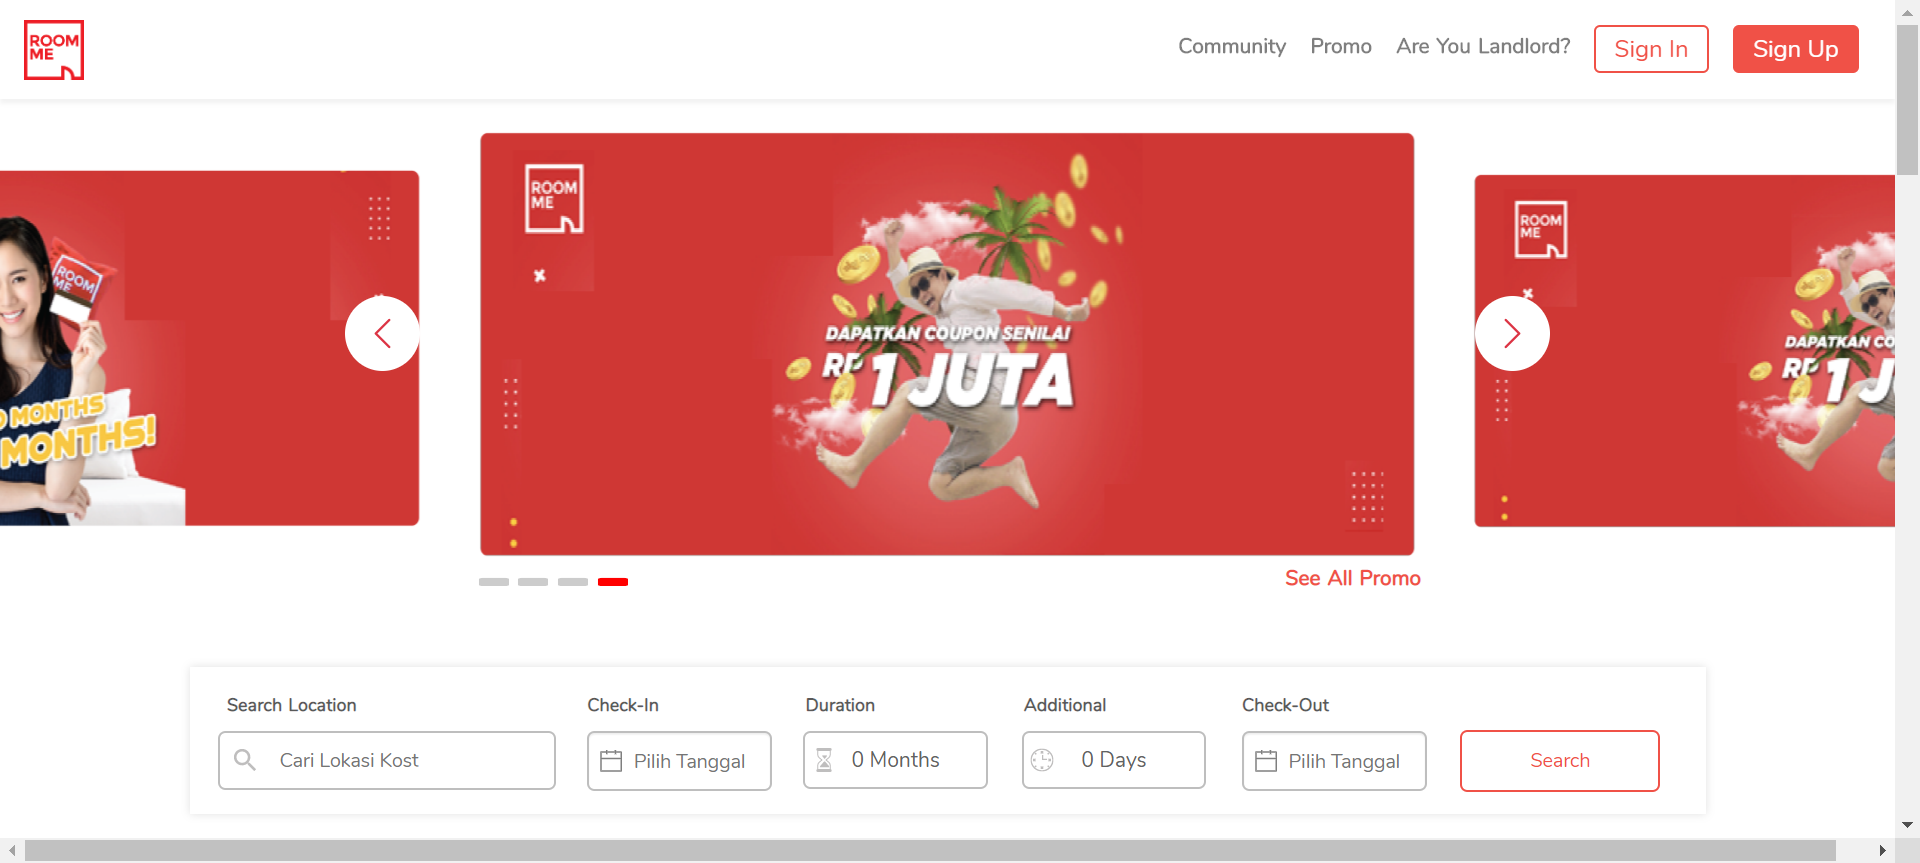 ROOM
ME
Community
Promo
Are You Landlord?
Sign In
Sign Up
ROOM
ME
MONTHS
MONTHS!
ROOM
ME
DAPATKAN COUPON SENILAI
RP 1 JUTA
ROOM
ME
DAPATKAN CO
RP 1 J
See All Promo
Search Location
Check-In
Duration
Additional
Check-Out
Cari Lokasi Kost
Pilih Tanggal
0 Months
0 Days
Pilih Tanggal
Search